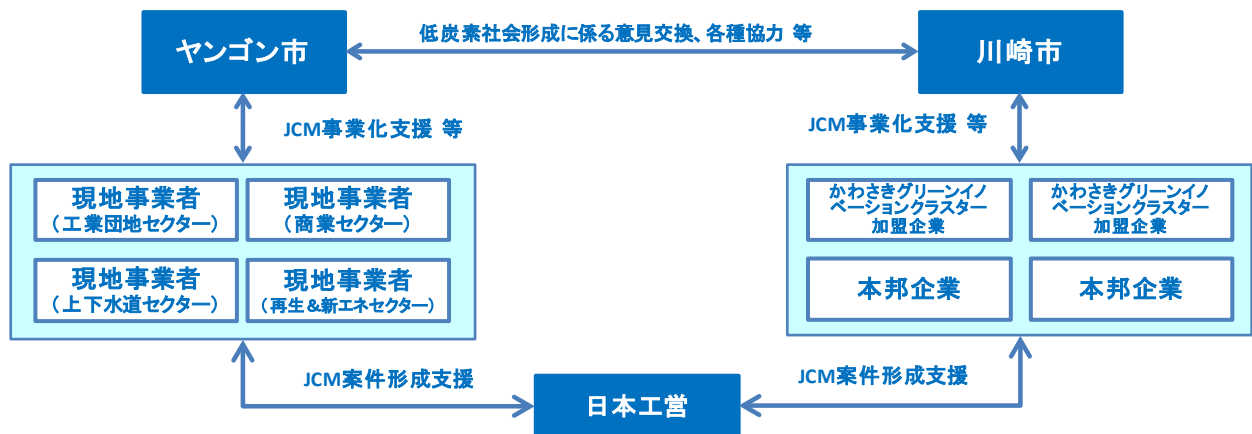 ヤンゴン市
低炭素社会形成に係る意見交換、各種協力 等
川崎市
JCM事業化支援 等
JCM事業化支援 等
現地事業者
（工業団地セクター）
現地事業者
（商業セクター）
現地事業者
（上下水道セクター）
現地事業者
（再生&新エネセクター）
かわさきグリーンイノ
ベーションクラスター
加盟企業
かわさきグリーンイノ
ベーションクラスター
加盟企業
本邦企業
本邦企業
JCM案件形成支援
JCM案件形成支援
日本工営